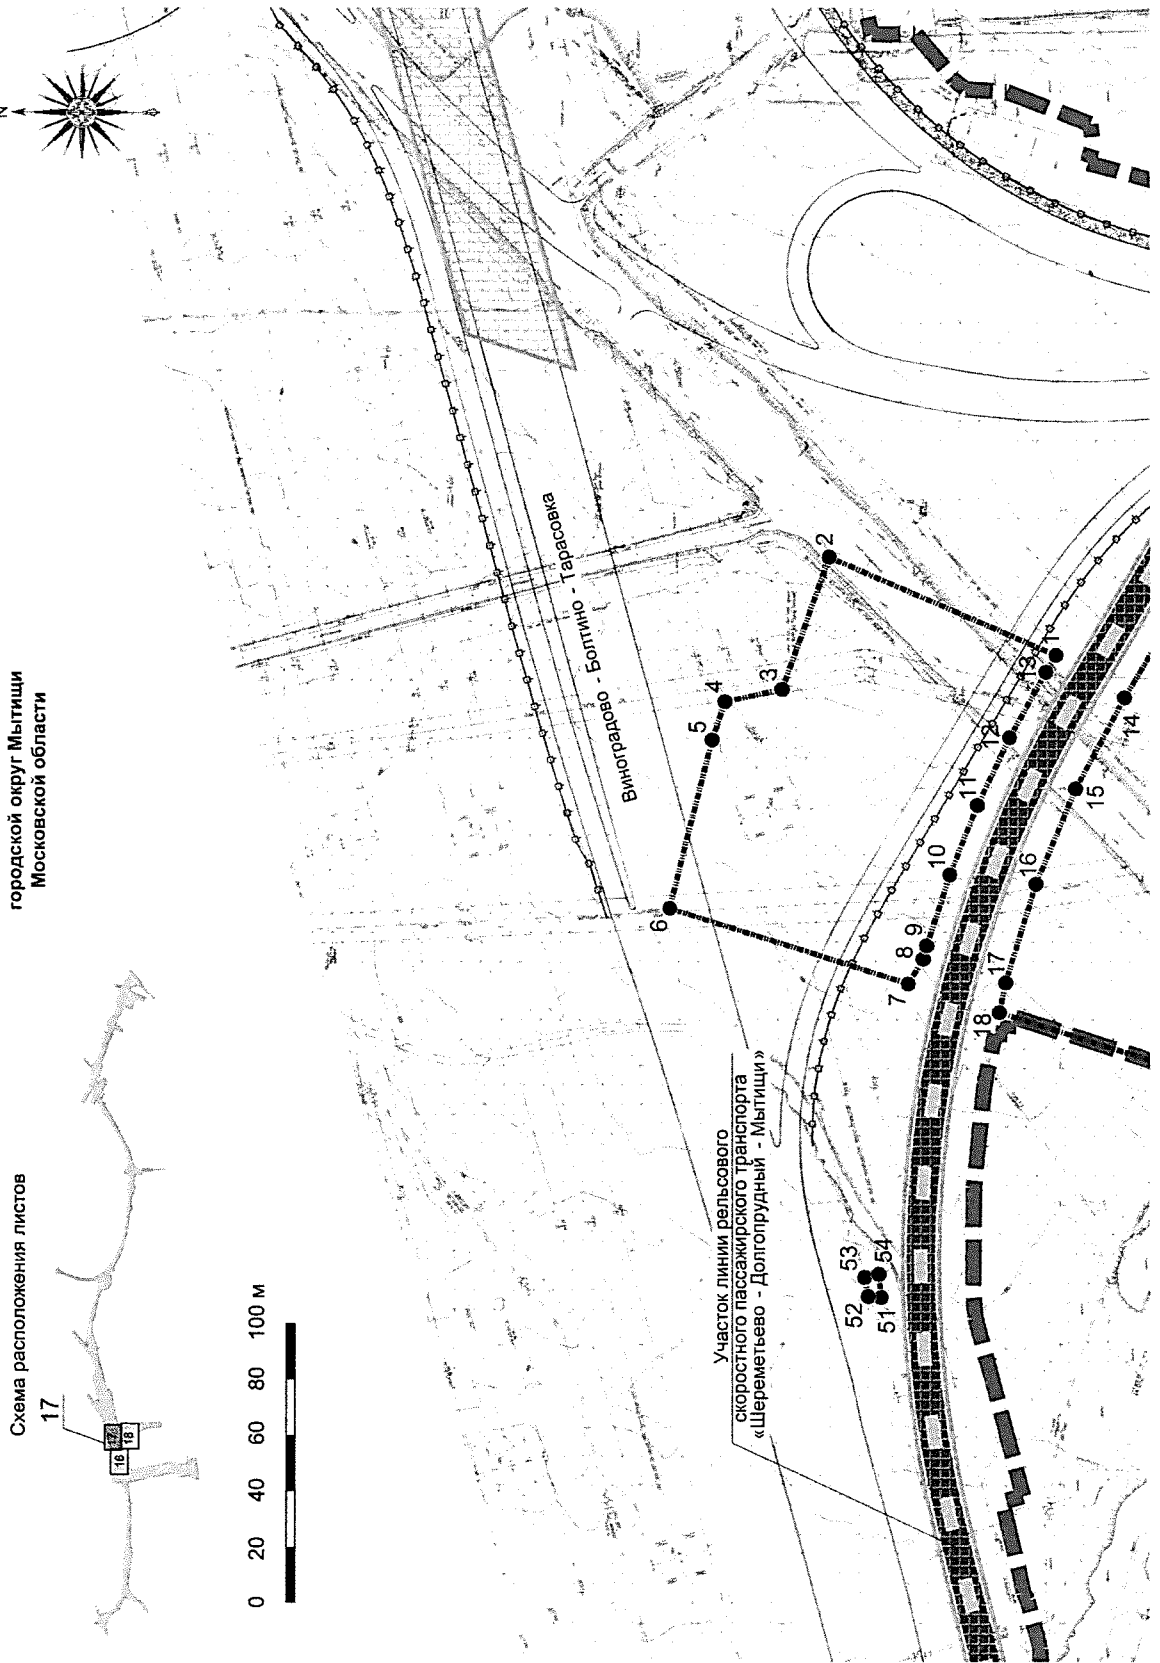 городской округ Мытищи
Московской области
Схема расположения листов
17
16
17
18
N
0 20 40 60 80 100 м
Виноградово - Болтино - Тарасовка
Участок линии рельсового
скоростного пассажирского транспорта
«Шереметьево - Долгопрудный - Мытищи»
52
53
51
54
6
5
4
3
2
7
8
9
10
11
12
13
1
18
17
16
15
14